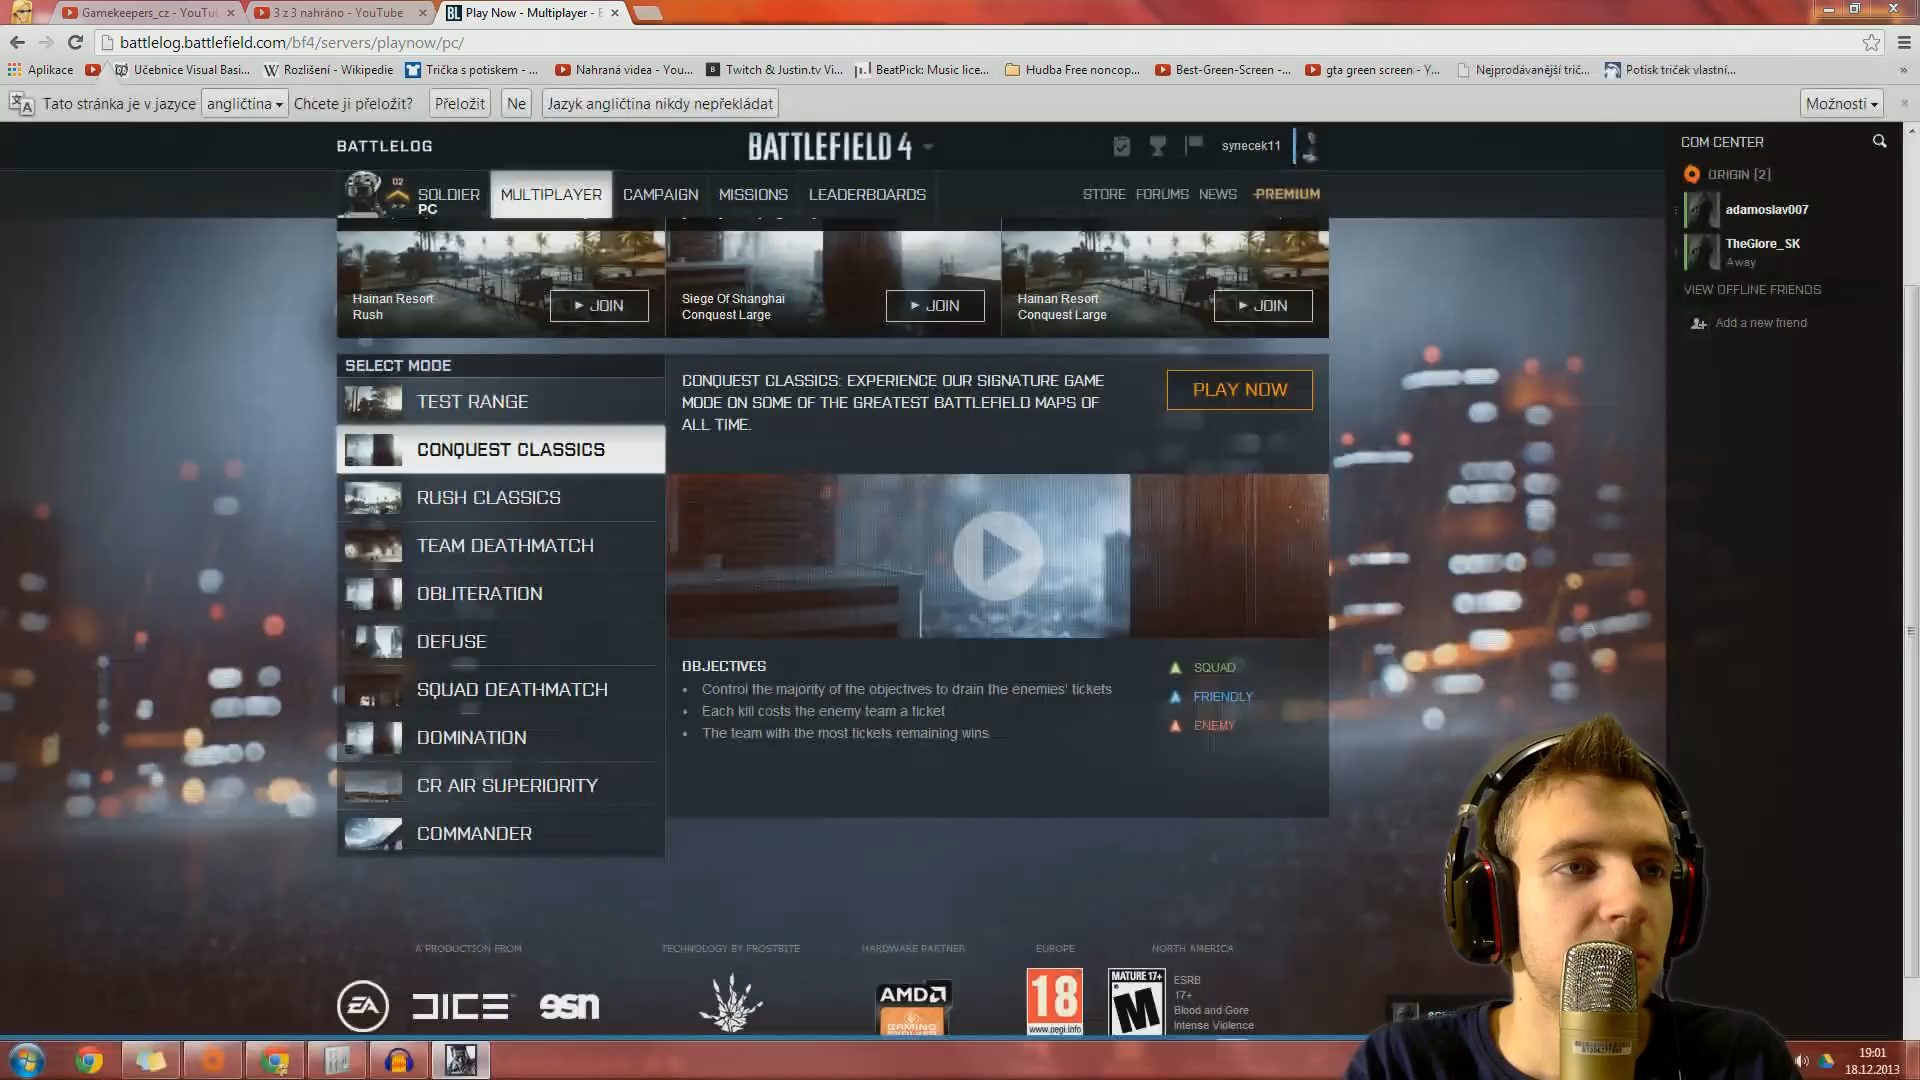 Gamekeepers_cz - YouTu
3 z 3 nahráno - YouTube
BL Play Now - Multiplayer -
battlelog.battlefield.com/bf4/servers/playnow/pc/
Aplikace
Učebnice Visual Basi...
W Rozlišení - Wikipedie
Trička s potiskem - ...
Nahraná videa - You...
Twitch & Justin.tv Vi...
BeatPick: Music lice...
Hudba Free noncop...
Best-Green-Screen -...
gta green screen - Y...
Nejprodávanější trič...
Potisk triček vlastní...
Tato stránka je v jazyce angličtina Chcete ji přeložit? Přeložit Ne Jazyk angličtina nikdy nepřekládat Možnosti
BATTLELOG
BATTLEFIELD 4
synecek11
COM CENTER
02
SOLDIER
PC
MULTIPLAYER
CAMPAIGN
MISSIONS
LEADERBOARDS
STORE FORUMS NEWS PREMIUM
ORIGIN [2]
adamoslav007
TheGlore_SK
Away
VIEW OFFLINE FRIENDS
Add a new friend
Hainan Resort
Rush
JOIN
Siege Of Shanghai
Conquest Large
JOIN
Hainan Resort
Conquest Large
JOIN
SELECT MODE
TEST RANGE
CONQUEST CLASSICS
RUSH CLASSICS
TEAM DEATHMATCH
OBLITERATION
DEFUSE
SQUAD DEATHMATCH
DOMINATION
CR AIR SUPERIORITY
COMMANDER
CONQUEST CLASSICS: EXPERIENCE OUR SIGNATURE GAME
MODE ON SOME OF THE GREATEST BATTLEFIELD MAPS OF
ALL TIME.
PLAY NOW
OBJECTIVES
• Control the majority of the objectives to drain the enemies' tickets
• Each kill costs the enemy team a ticket
• The team with the most tickets remaining wins
SQUAD
FRIENDLY
ENEMY
A PRODUCTION FROM
TECHNOLOGY BY FROSTBITE
HARDWARE PARTNER
EUROPE
NORTH AMERICA
EA
DICE
esn
AMD
GAMING
18
www.pegi.info
MATURE 17+
M
ESRB
17+
Blood and Gore
Intense Violence
19:01
18.12.2013